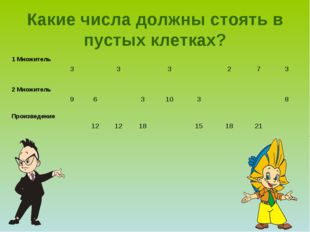 Какие числа должны стоять в
пустых клетках?
1 Множитель
3 3 3 2 7 3
2 Множитель
9 6 3 10 3 8
Произведение
12 12 18 15 18 21